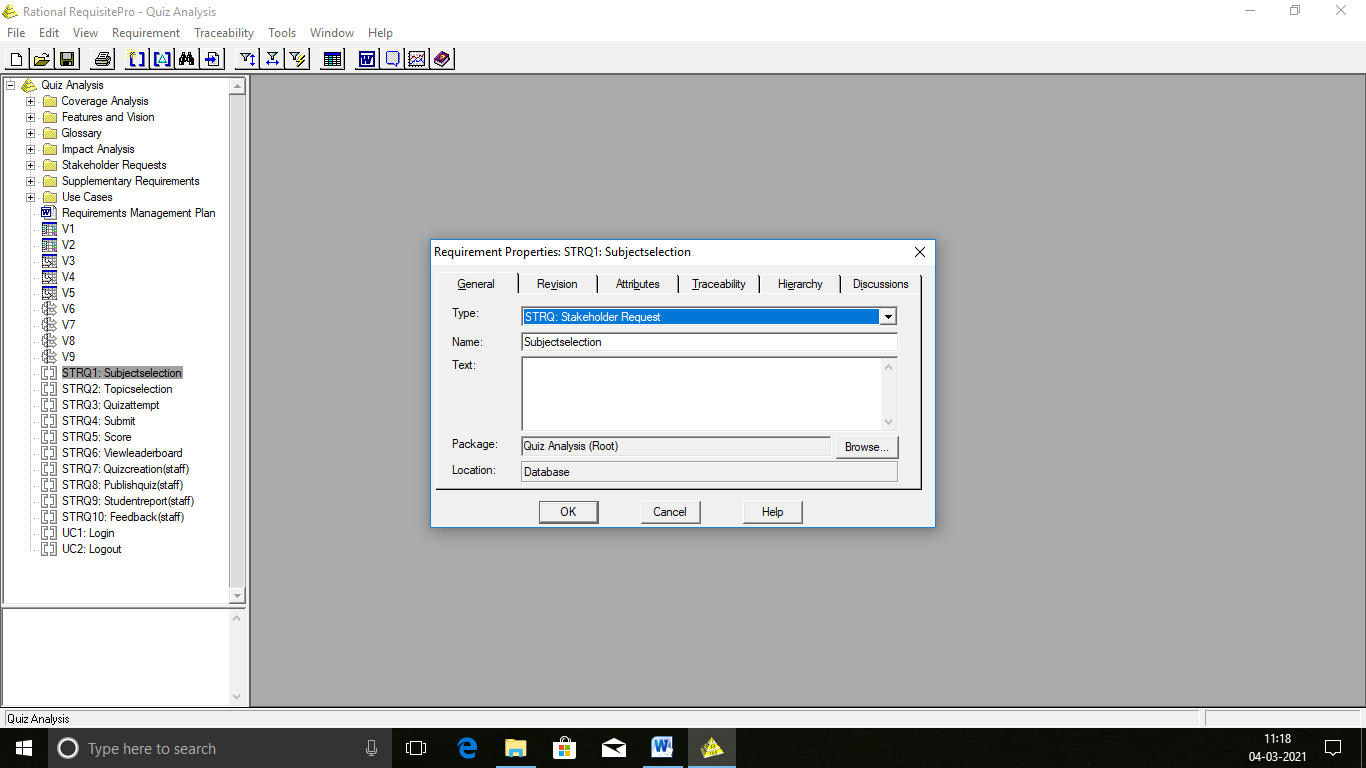 Rational RequisitePro - Quiz Analysis
File Edit View Requirement Traceability Tools Window Help
Quiz Analysis
Coverage Analysis
Features and Vision
Glossary
Impact Analysis
Stakeholder Requests
Supplementary Requirements
Use Cases
Requirements Management Plan
V1
V2
V3
V4
V5
V6
V7
V8
V9
STRQ1: Subjectselection
STRQ2: Topicselection
STRQ3: Quizattempt
STRQ4: Submit
STRQ5: Score
STRQ6: Viewleaderboard
STRQ7: Quizcreation(staff)
STRQ8: Publishquiz(staff)
STRQ9: Studentreport(staff)
STRQ10: Feedback(staff)
UC1: Login
UC2: Logout
Requirement Properties: STRQ1: Subjectselection
General Revision Attributes Traceability Hierarchy Discussions
Type: STRQ: Stakeholder Request
Name: Subjectselection
Text:
Package: Quiz Analysis (Root) Browse...
Location: Database
OK Cancel Help
Quiz Analysis
Type here to search
11:18
04-03-2021